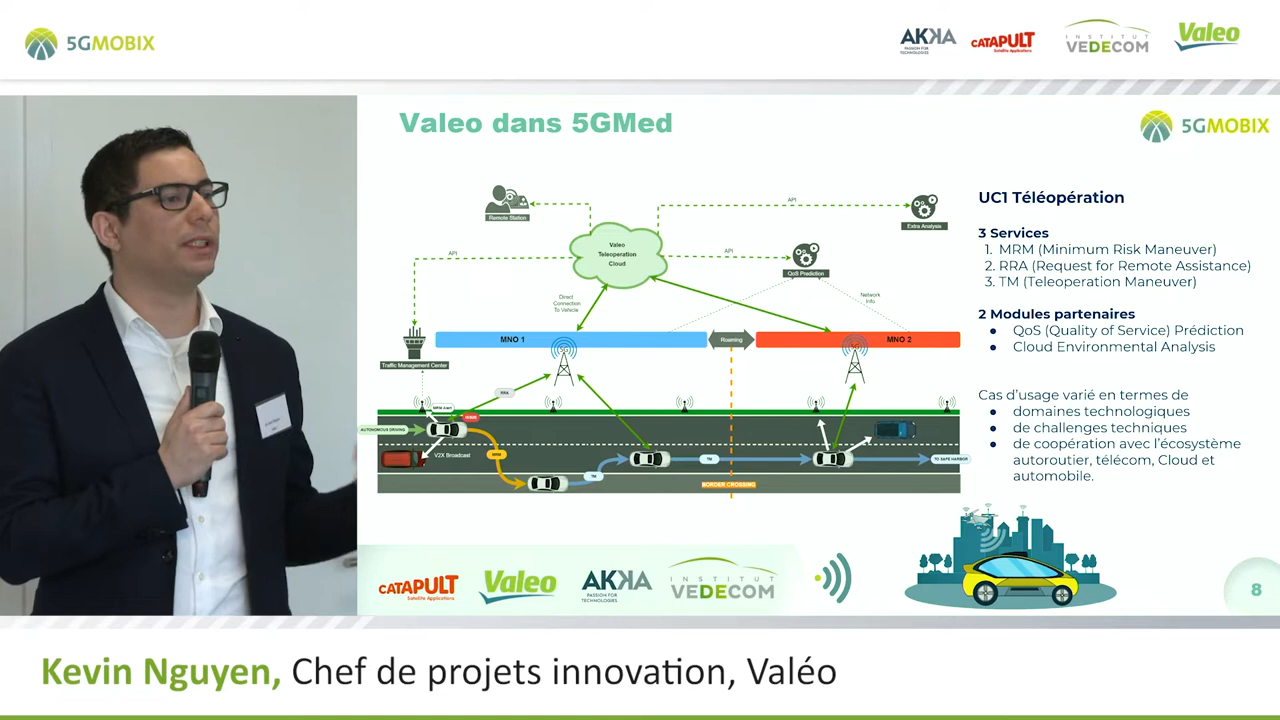 5GMOBIX
AKKA
PASSION FOR
TECHNOLOGIES
CATAPULT
Satellite Applications
INSTITUT
VEDECOM
Valeo
Valeo dans 5GMed
5GMOBIX
Remote Station
API
Extra Analysis
Valeo
Teleoperation
Cloud
API
API
QoS Prediction
Direct
Connection
To Vehicle
Network
Info
MNO 1
Roaming
MNO 2
5G
5G
Traffic Management Center
RRA
MRM Alert
AUTONOMOUS DRIVING
V2X Broadcast
MRM
TM
TM
TO SAFE HARBOR
BORDER CROSSING
UC1 Téléopération
3 Services
1. MRM (Minimum Risk Maneuver)
2. RRA (Request for Remote Assistance)
3. TM (Teleoperation Maneuver)
2 Modules partenaires
● QoS (Quality of Service) Prédiction
● Cloud Environmental Analysis
Cas d'usage varié en termes de
● domaines technologiques
● de challenges techniques
● de coopération avec l'écosystème
autoroutier, télécom, Cloud et
automobile.
CATAPULT
Satellite Applications
Valeo
AKKA
PASSION FOR
TECHNOLOGIES
INSTITUT
VEDECOM
8
Kevin Nguyen, Chef de projets innovation, Valéo